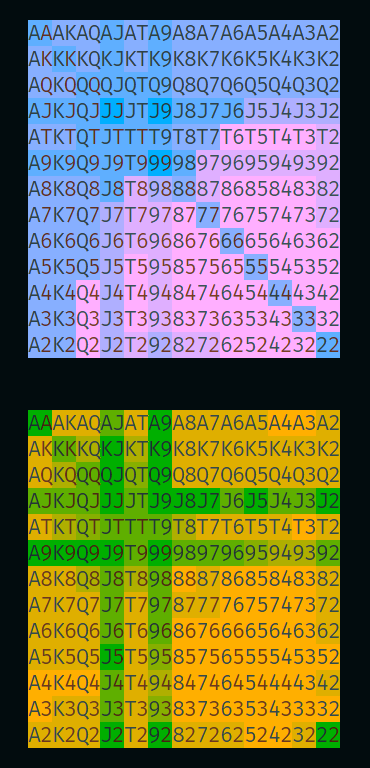 AAAKAQAJATA9A8A7A6A5A4A3A2
AKKKKQKJKTK9K8K7K6K5K4K3K2
AQKQQQQJQTQ9Q8Q7Q6Q5Q4Q3Q2
AJKJQJJJJTJ9J8J7J6J5J4J3J2
ATKTQTJTTTT9T8T7T6T5T4T3T2
A9K9Q9J9T99998979695949392
A8K8Q8J8T89888878685848382
A7K7Q7J7T79787777675747372
A6K6Q6J6T69686766665646362
A5K5Q5J5T59585756555545352
A4K4Q4J4T49484746454444342
A3K3Q3J3T39383736353433332
A2K2Q2J2T29282726252423222
AAAKAQAJATA9A8A7A6A5A4A3A2
AKKKKQKJKTK9K8K7K6K5K4K3K2
AQKQQQQJQTQ9Q8Q7Q6Q5Q4Q3Q2
AJKJQJJJJTJ9J8J7J6J5J4J3J2
ATKTQTJTTTT9T8T7T6T5T4T3T2
A9K9Q9J9T99998979695949392
A8K8Q8J8T89888878685848382
A7K7Q7J7T79787777675747372
A6K6Q6J6T69686766665646362
A5K5Q5J5T59585756555545352
A4K4Q4J4T49484746454444342
A3K3Q3J3T39383736353433332
A2K2Q2J2T29282726252423222